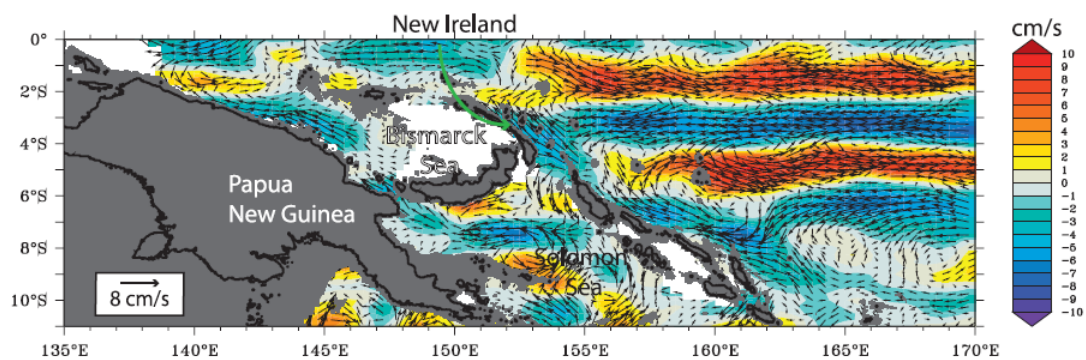 New Ireland
cm/s
0°
2°S
4°S
6°S
8°S
10°S
Bismarck
Sea
Papua
New Guinea
Solomon
Sea
8 cm/s
135°E
140°E
145°E
150°E
155°E
160°E
165°E
170°E
10
9
8
7
6
5
4
3
2
1
0
-1
-2
-3
-4
-5
-6
-7
-8
-9
-10